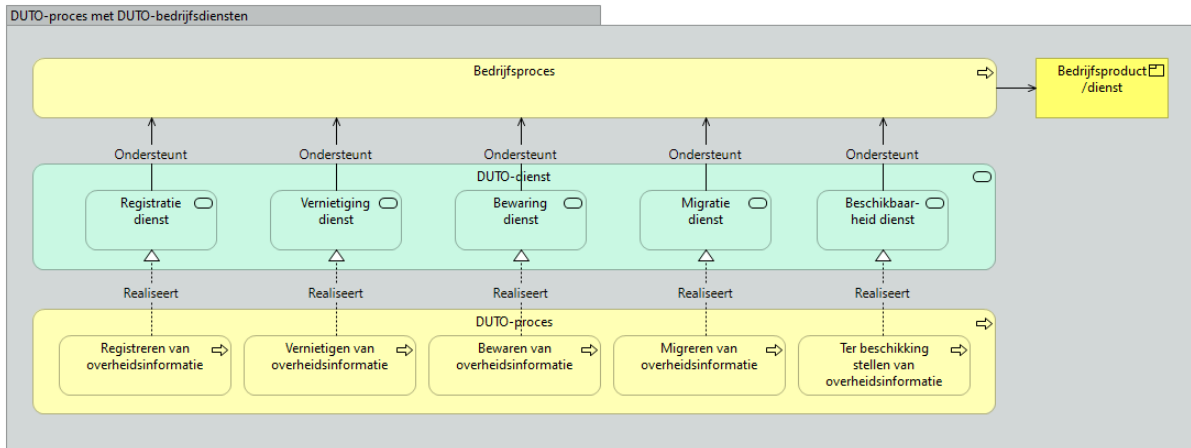 DUTO-proces met DUTO-bedrijfsdiensten
Bedrijfsproces
Bedrijfsproduct
/dienst
Ondersteunt
Ondersteunt
Ondersteunt
Ondersteunt
Ondersteunt
DUTO-dienst
Registratie
dienst
Vernietiging
dienst
Bewaring
dienst
Migratie
dienst
Beschikbaar-
heid dienst
Realiseert
Realiseert
Realiseert
Realiseert
Realiseert
DUTO-proces
Registreren van
overheidsinformatie
Vernietigen van
overheidsinformatie
Bewaren van
overheidsinformatie
Migreren van
overheidsinformatie
Ter beschikking
stellen van
overheidsinformatie